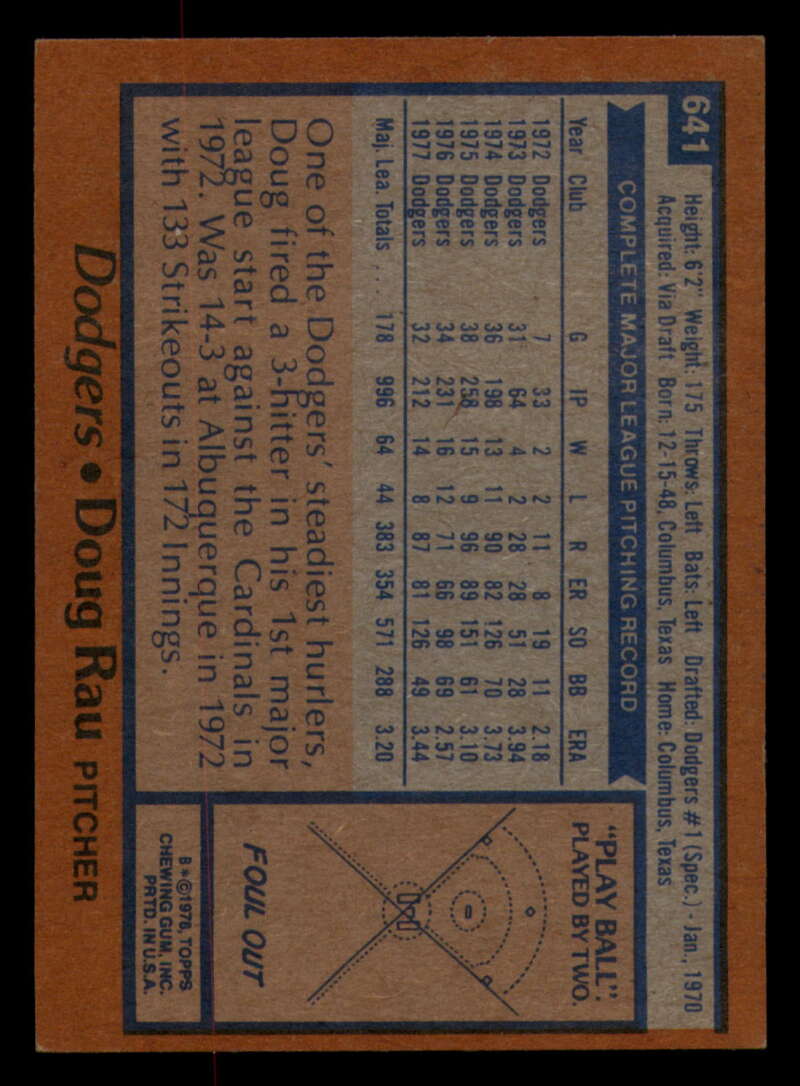 641
Height: 6'2" Weight: 175 Throws: Left Bats: Left Drafted: Dodgers #1 (Spec.) - Jan., 1970
Acquired: Via Draft Born: 12-15-48, Columbus, Texas Home: Columbus, Texas
COMPLETE MAJOR LEAGUE PITCHING RECORD
Year Club G IP W L R ER SO BB ERA
1972 Dodgers 7 33 2 2 11 8 19 11 2.18
1973 Dodgers 31 64 4 2 28 28 51 28 3.94
1974 Dodgers 36 198 13 11 90 82 126 70 3.73
1975 Dodgers 38 258 15 9 96 89 151 61 3.10
1976 Dodgers 34 231 16 12 71 66 98 69 2.57
1977 Dodgers 32 212 14 8 87 81 126 49 3.44
Maj. Lea. Totals . . . 178 996 64 44 383 354 571 288 3.20
One of the Dodgers' steadiest hurlers,
Doug fired a 3-hitter in his 1st major
league start against the Cardinals in
1972. Was 14-3 at Albuquerque in 1972
with 133 Strikeouts in 172 Innings.
"PLAY BALL".
PLAYED BY TWO.
FOUL OUT
B*©1978, TOPPS
CHEWING GUM, INC.
PRTD. IN U.S.A.
Dodgers • Doug Rau PITCHER